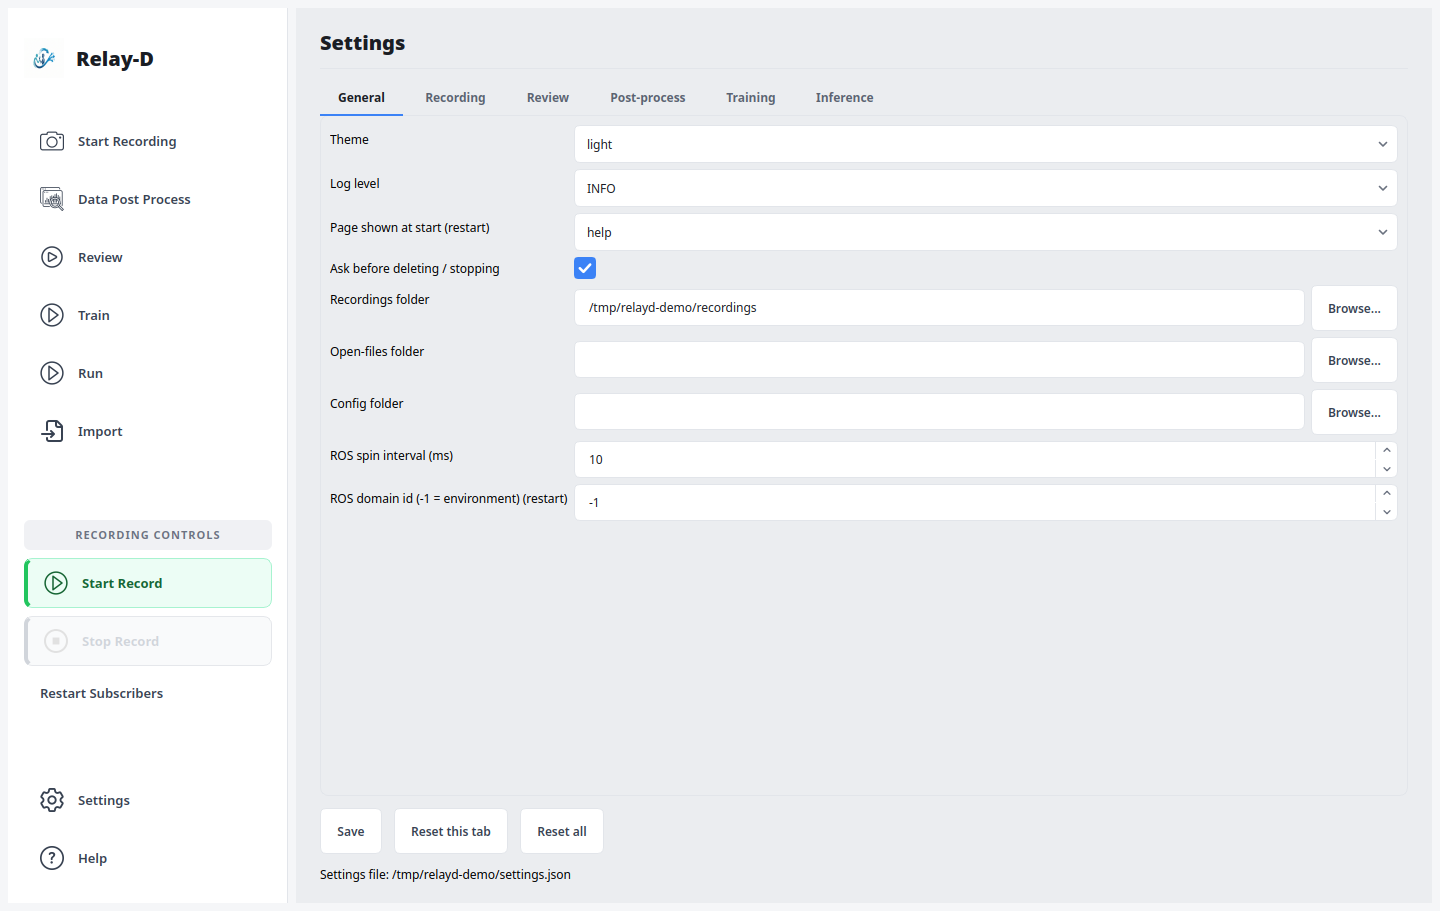 Relay-D
Start Recording
Data Post Process
Review
Train
Run
Import
RECORDING CONTROLS
Start Record
Stop Record
Restart Subscribers
Settings
Help
Settings
General Recording Review Post-process Training Inference
Theme light
Log level INFO
Page shown at start (restart) help
Ask before deleting / stopping
Recordings folder /tmp/relayd-demo/recordings Browse...
Open-files folder Browse...
Config folder Browse...
ROS spin interval (ms) 10
ROS domain id (-1 = environment) (restart) -1
Save Reset this tab Reset all
Settings file: /tmp/relayd-demo/settings.json